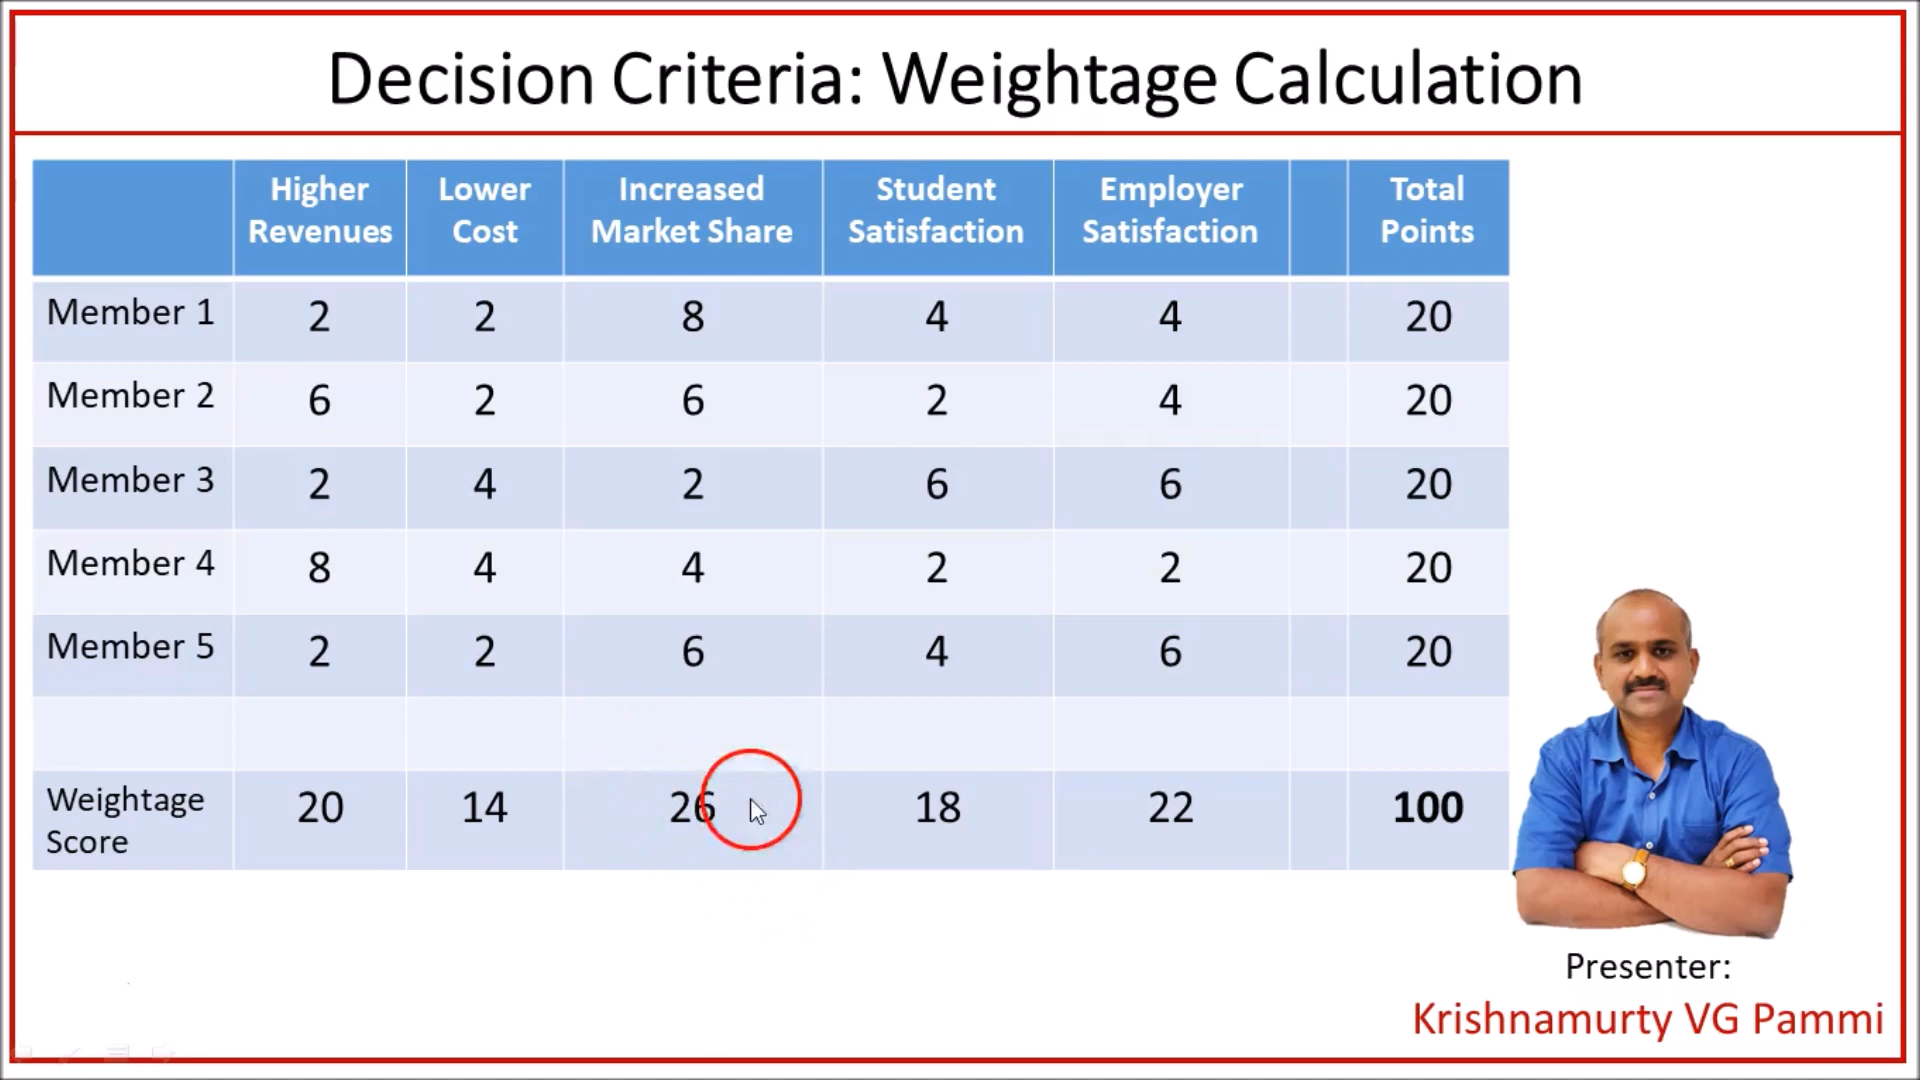 Decision Criteria: Weightage Calculation
Higher Revenues Lower Cost Increased Market Share Student Satisfaction Employer Satisfaction Total Points
Member 1 2 2 8 4 4 20
Member 2 6 2 6 2 4 20
Member 3 2 4 2 6 6 20
Member 4 8 4 4 2 2 20
Member 5 2 2 6 4 6 20
Weightage Score 20 14 26 18 22 100
Presenter:
Krishnamurty VG Pammi